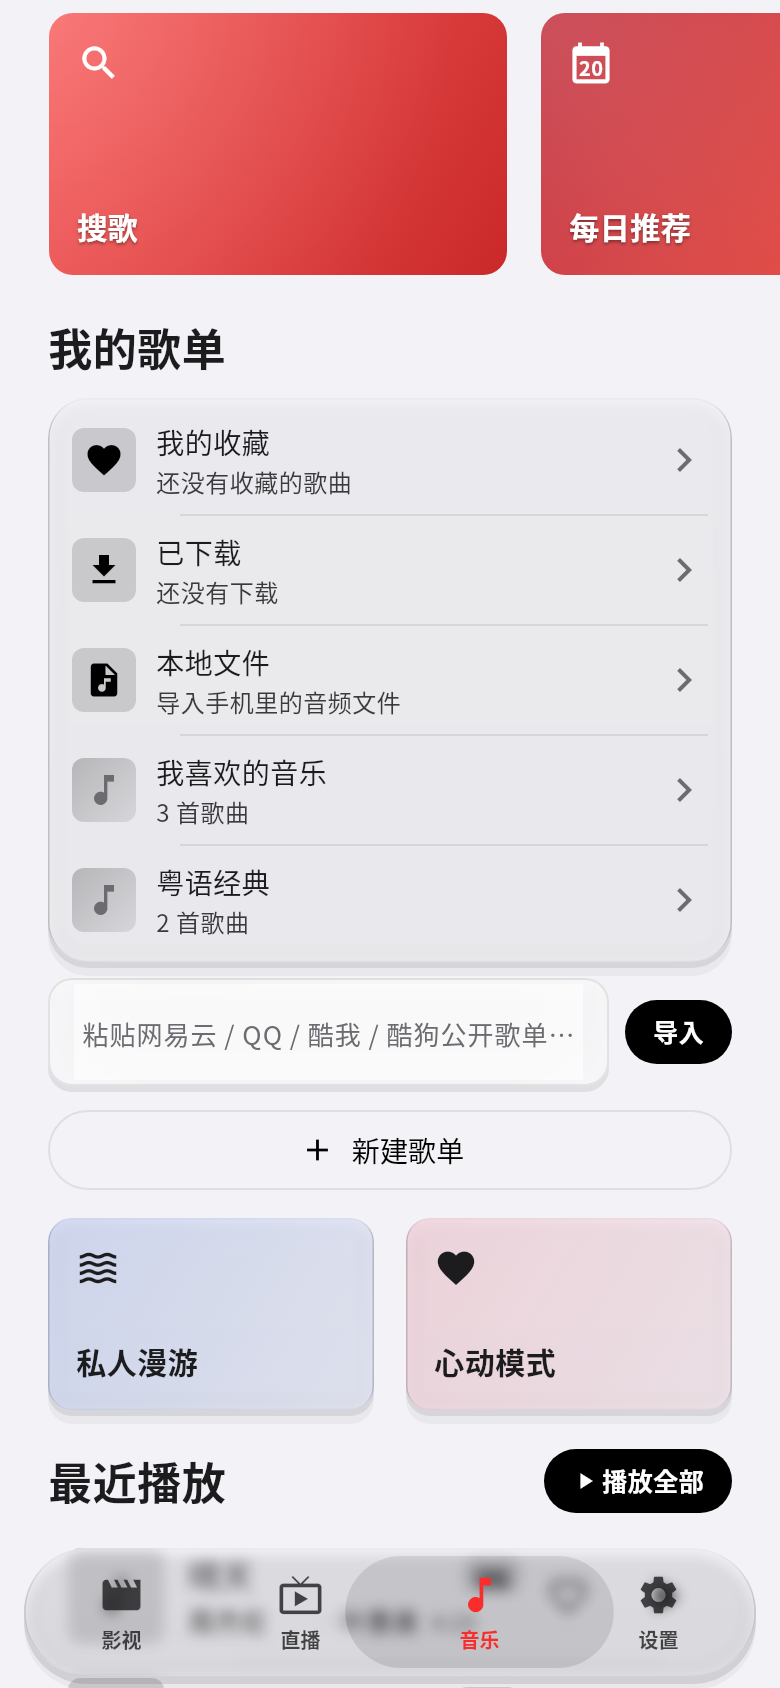 20
搜歌
每日推荐
我的歌单
我的收藏
还没有收藏的歌曲
已下载
还没有下载
本地文件
导入手机里的音频文件
我喜欢的音乐
3 首歌曲
粤语经典
2 首歌曲
粘贴网易云 / QQ / 酷我 / 酷狗公开歌单…
导入
新建歌单
私人漫游
心动模式
最近播放
播放全部
影视
直播
音乐
设置